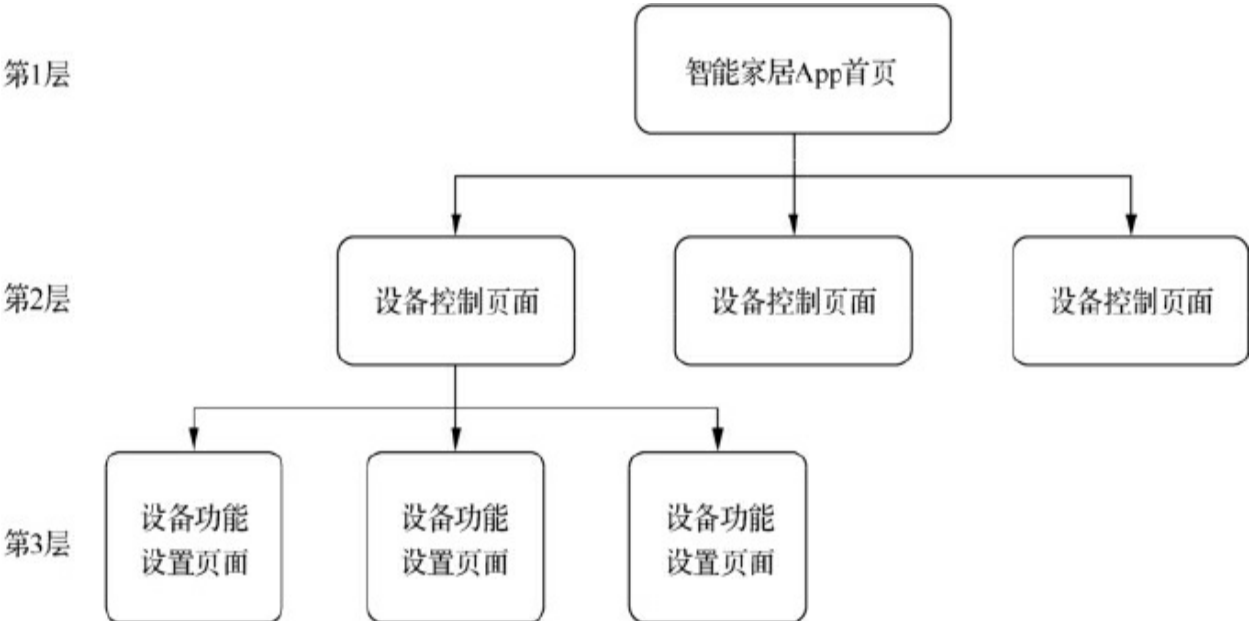 第1层
智能家居App首页
第2层
设备控制页面
设备控制页面
设备控制页面
第3层
设备功能
设置页面
设备功能
设置页面
设备功能
设置页面